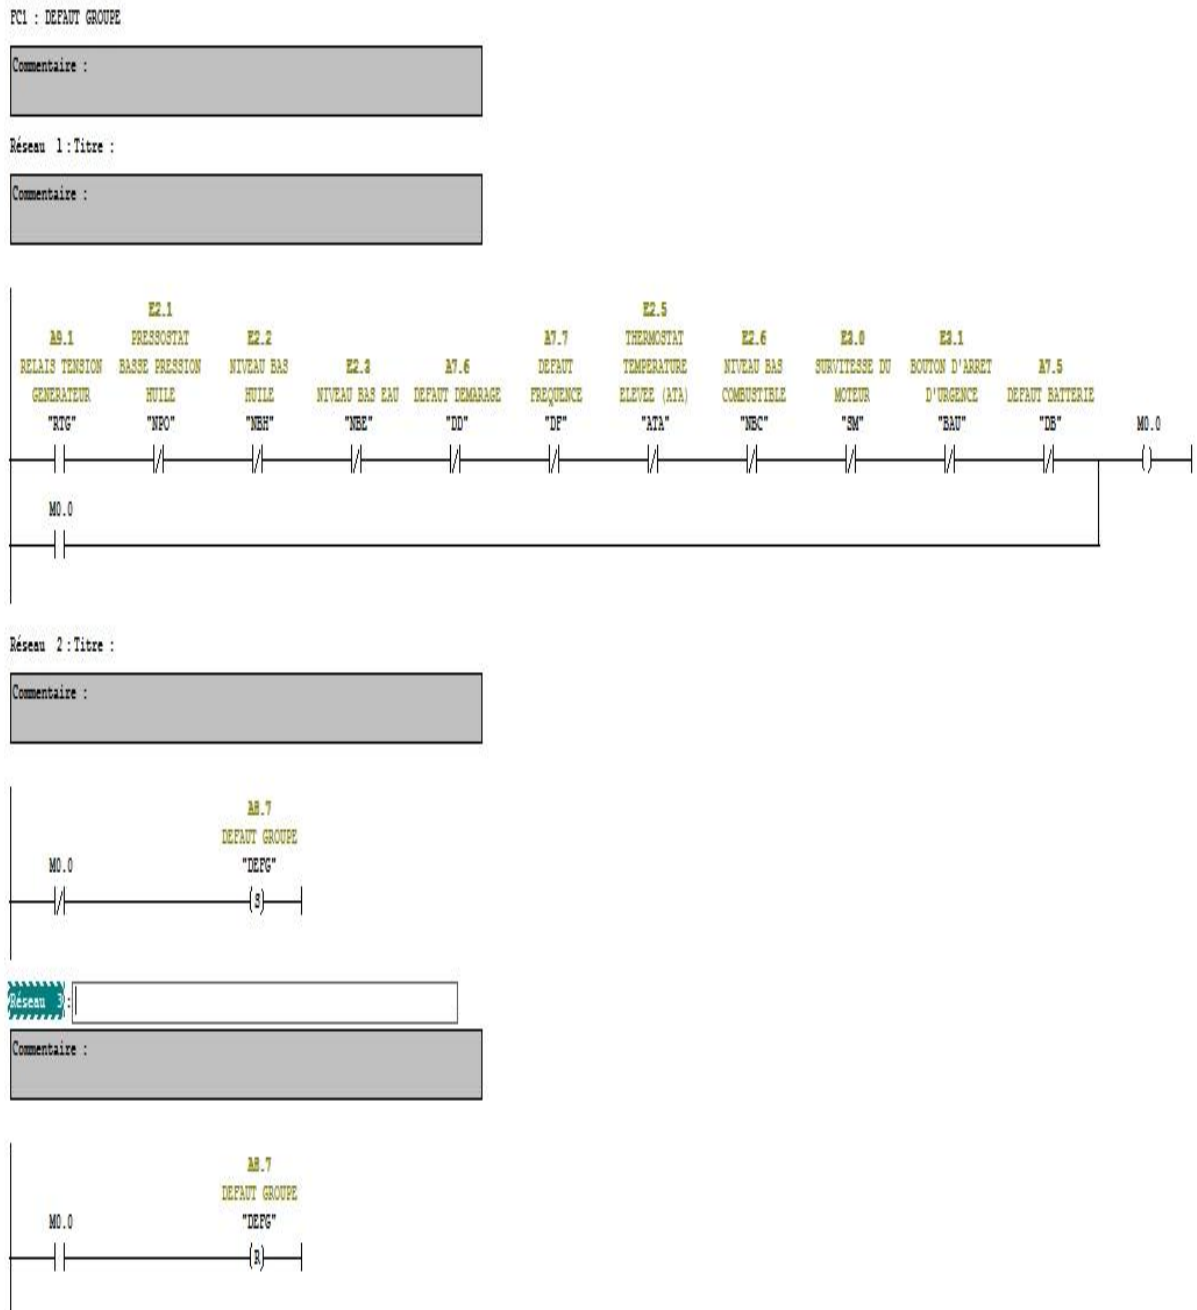 FC1 : DEFAUT GROUPE
Commentaire :
Réseau 1 : Titre :
Commentaire :
A9.1
RELAIS TENSION
GENERATEUR
"RTG"
E2.1
PRESSOSTAT
BASSE PRESSION
HUILE
"NPO"
E2.2
NIVEAU BAS
HUILE
"NBH"
E2.3
NIVEAU BAS EAU
"NBE"
A7.6
DEFAUT DEMARAGE
"DD"
A7.7
DEFAUT
FREQUENCE
"DF"
E2.5
THERMOSTAT
TEMPERATURE
ELEVEE (ATA)
"ATA"
E2.6
NIVEAU BAS
COMBUSTIBLE
"NBC"
E3.0
SURVITESSE DU
MOTEUR
"SM"
E3.1
BOUTON D'ARRET
D'URGENCE
"BAU"
A7.5
DEFAUT BATTERIE
"DB"
M0.0
M0.0
Réseau 2 : Titre :
Commentaire :
M0.0
A8.7
DEFAUT GROUPE
"DEFG"
S
Réseau 3 :
Commentaire :
M0.0
A8.7
DEFAUT GROUPE
"DEFG"
R